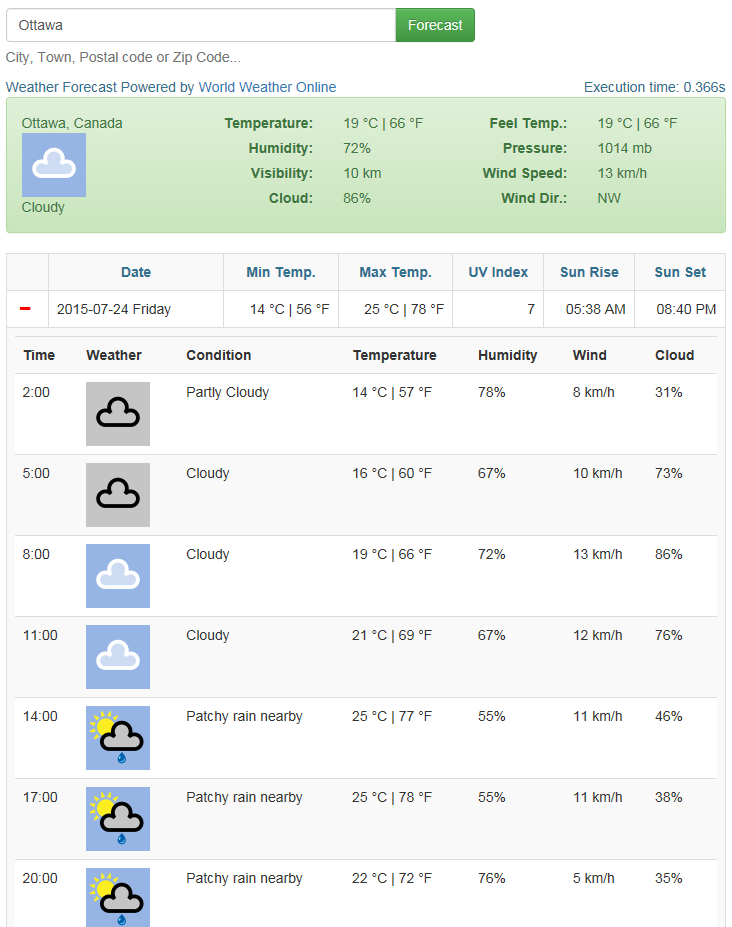 Ottawa Forecast
City, Town, Postal code or Zip Code...
Weather Forecast Powered by World Weather Online Execution time: 0.366s
Ottawa, Canada Temperature: 19 °C | 66 °F Feel Temp.: 19 °C | 66 °F
Humidity: 72% Pressure: 1014 mb
Visibility: 10 km Wind Speed: 13 km/h
Cloud: 86% Wind Dir.: NW
Cloudy
Date Min Temp. Max Temp. UV Index Sun Rise Sun Set
2015-07-24 Friday 14 °C | 56 °F 25 °C | 78 °F 7 05:38 AM 08:40 PM
Time Weather Condition Temperature Humidity Wind Cloud
2:00 Partly Cloudy 14 °C | 57 °F 78% 8 km/h 31%
5:00 Cloudy 16 °C | 60 °F 67% 10 km/h 73%
8:00 Cloudy 19 °C | 66 °F 72% 13 km/h 86%
11:00 Cloudy 21 °C | 69 °F 67% 12 km/h 76%
14:00 Patchy rain nearby 25 °C | 77 °F 55% 11 km/h 46%
17:00 Patchy rain nearby 25 °C | 78 °F 55% 11 km/h 38%
20:00 Patchy rain nearby 22 °C | 72 °F 76% 5 km/h 35%